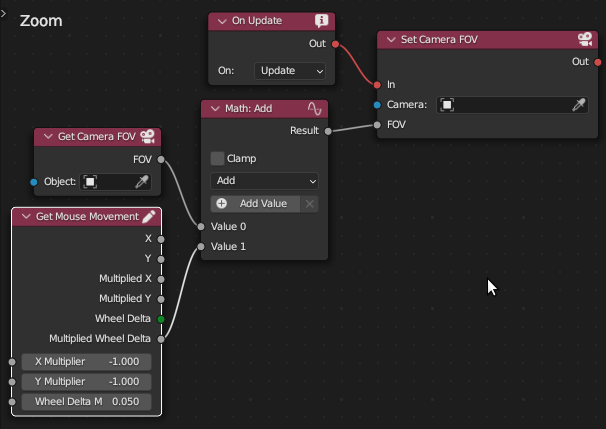 Zoom
On Update
Out
On: Update
Set Camera FOV
Out
In
Camera:
FOV
Math: Add
Result
Clamp
Add
Add Value
Value 0
Value 1
Get Camera FOV
FOV
Object:
Get Mouse Movement
X
Y
Multiplied X
Multiplied Y
Wheel Delta
Multiplied Wheel Delta
X Multiplier -1.000
Y Multiplier -1.000
Wheel Delta M 0.050